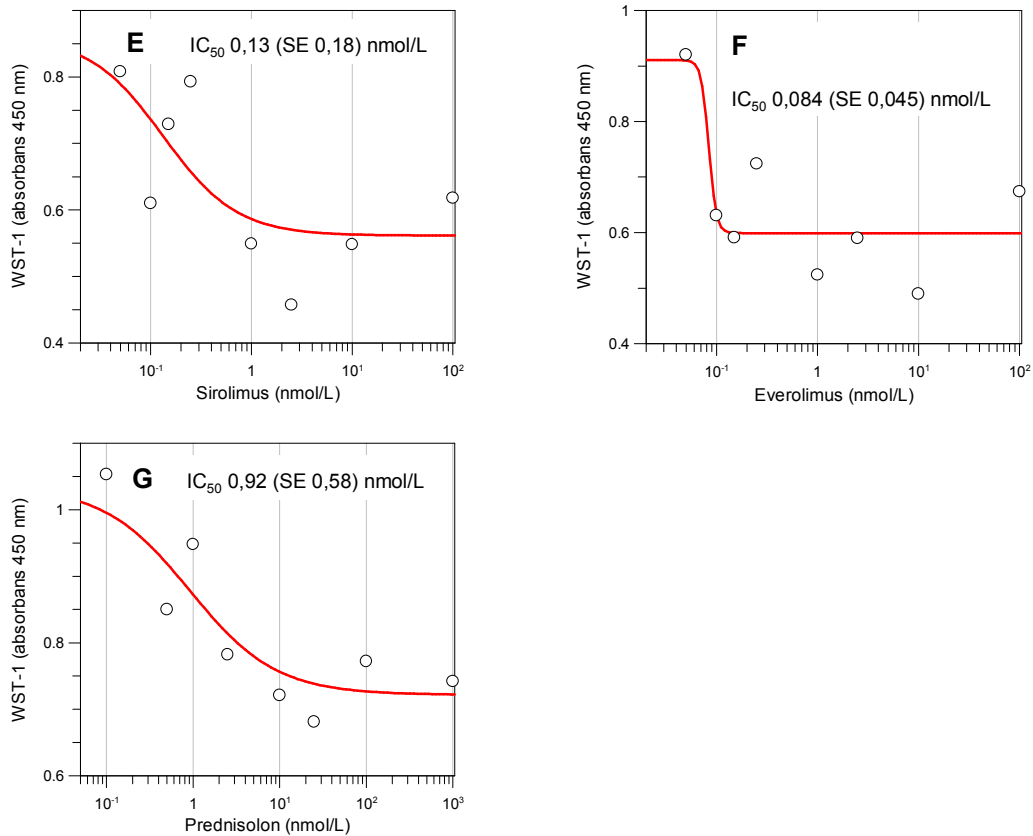 E
IC50 0,13 (SE 0,18) nmol/L
WST-1 (absorbans 450 nm)
0.8
0.6
0.4
10-1
1
101
102
Sirolimus (nmol/L)
F
IC50 0,084 (SE 0,045) nmol/L
WST-1 (absorbans 450 nm)
1
0.8
0.6
0.4
10-1
1
101
102
Everolimus (nmol/L)
G
IC50 0,92 (SE 0,58) nmol/L
WST-1 (absorbans 450 nm)
1
0.8
0.6
10-1
1
101
102
103
Prednisolon (nmol/L)